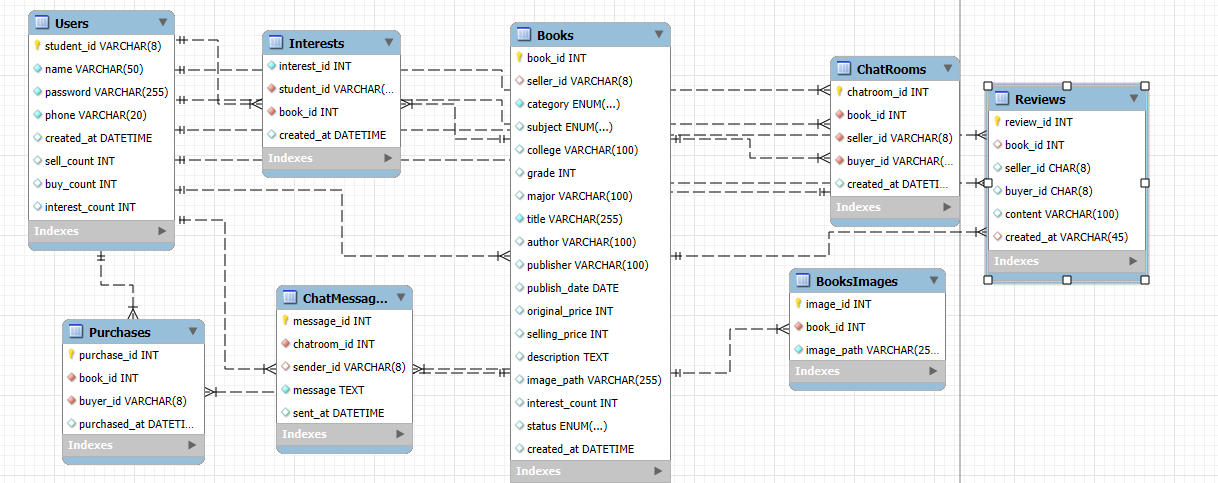 Users
student_id VARCHAR(8)
name VARCHAR(50)
password VARCHAR(255)
phone VARCHAR(20)
created_at DATETIME
sell_count INT
buy_count INT
interest_count INT
Indexes
Interests
interest_id INT
student_id VARCHAR(...
book_id INT
created_at DATETIME
Indexes
Books
book_id INT
seller_id VARCHAR(8)
category ENUM(...)
subject ENUM(...)
college VARCHAR(100)
grade INT
major VARCHAR(100)
title VARCHAR(255)
author VARCHAR(100)
publisher VARCHAR(100)
publish_date DATE
original_price INT
selling_price INT
description TEXT
image_path VARCHAR(255)
interest_count INT
status ENUM(...)
created_at DATETIME
Indexes
ChatRooms
chatroom_id INT
book_id INT
seller_id VARCHAR(8)
buyer_id VARCHAR(...
created_at DATETI...
Indexes
Reviews
review_id INT
book_id INT
seller_id CHAR(8)
buyer_id CHAR(8)
content VARCHAR(100)
created_at VARCHAR(45)
Indexes
BooksImages
image_id INT
book_id INT
image_path VARCHAR(25...
Indexes
Purchases
purchase_id INT
book_id INT
buyer_id VARCHAR(8)
purchased_at DATETI...
Indexes
ChatMessag...
message_id INT
chatroom_id INT
sender_id VARCHAR(8)
message TEXT
sent_at DATETIME
Indexes